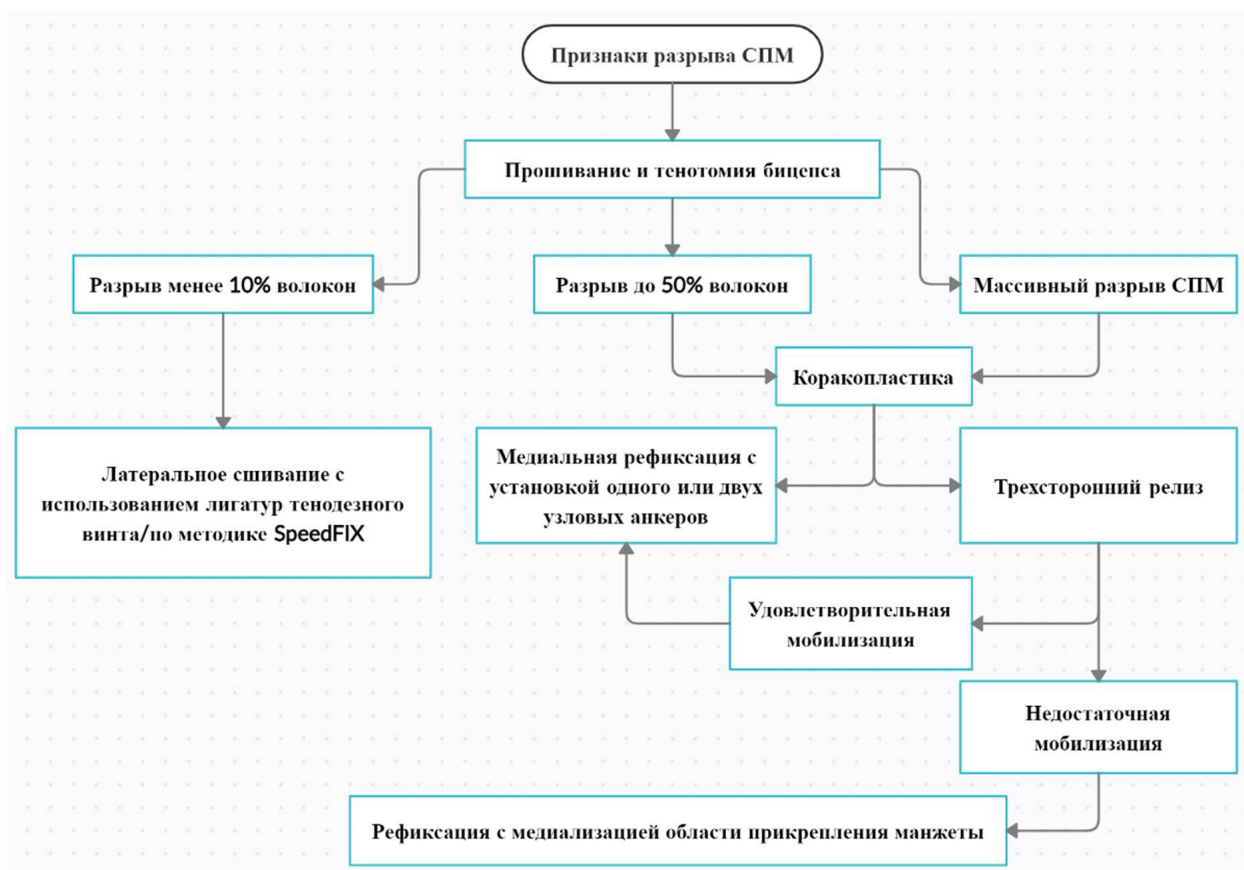 Признаки разрыва СПМ
Прошивание и тенотомия бицепса
Разрыв менее 10% волокон
Разрыв до 50% волокон
Массивный разрыв СПМ
Коракопластика
Латеральное сшивание с
использованием лигатур тенодезного
винта/по методике SpeedFIX
Медиальная рефиксация с
установкой одного или двух
узловых анкеров
Трехсторонний релиз
Удовлетворительная
мобилизация
Недостаточная
мобилизация
Рефиксация с медиализацией области прикрепления манжеты